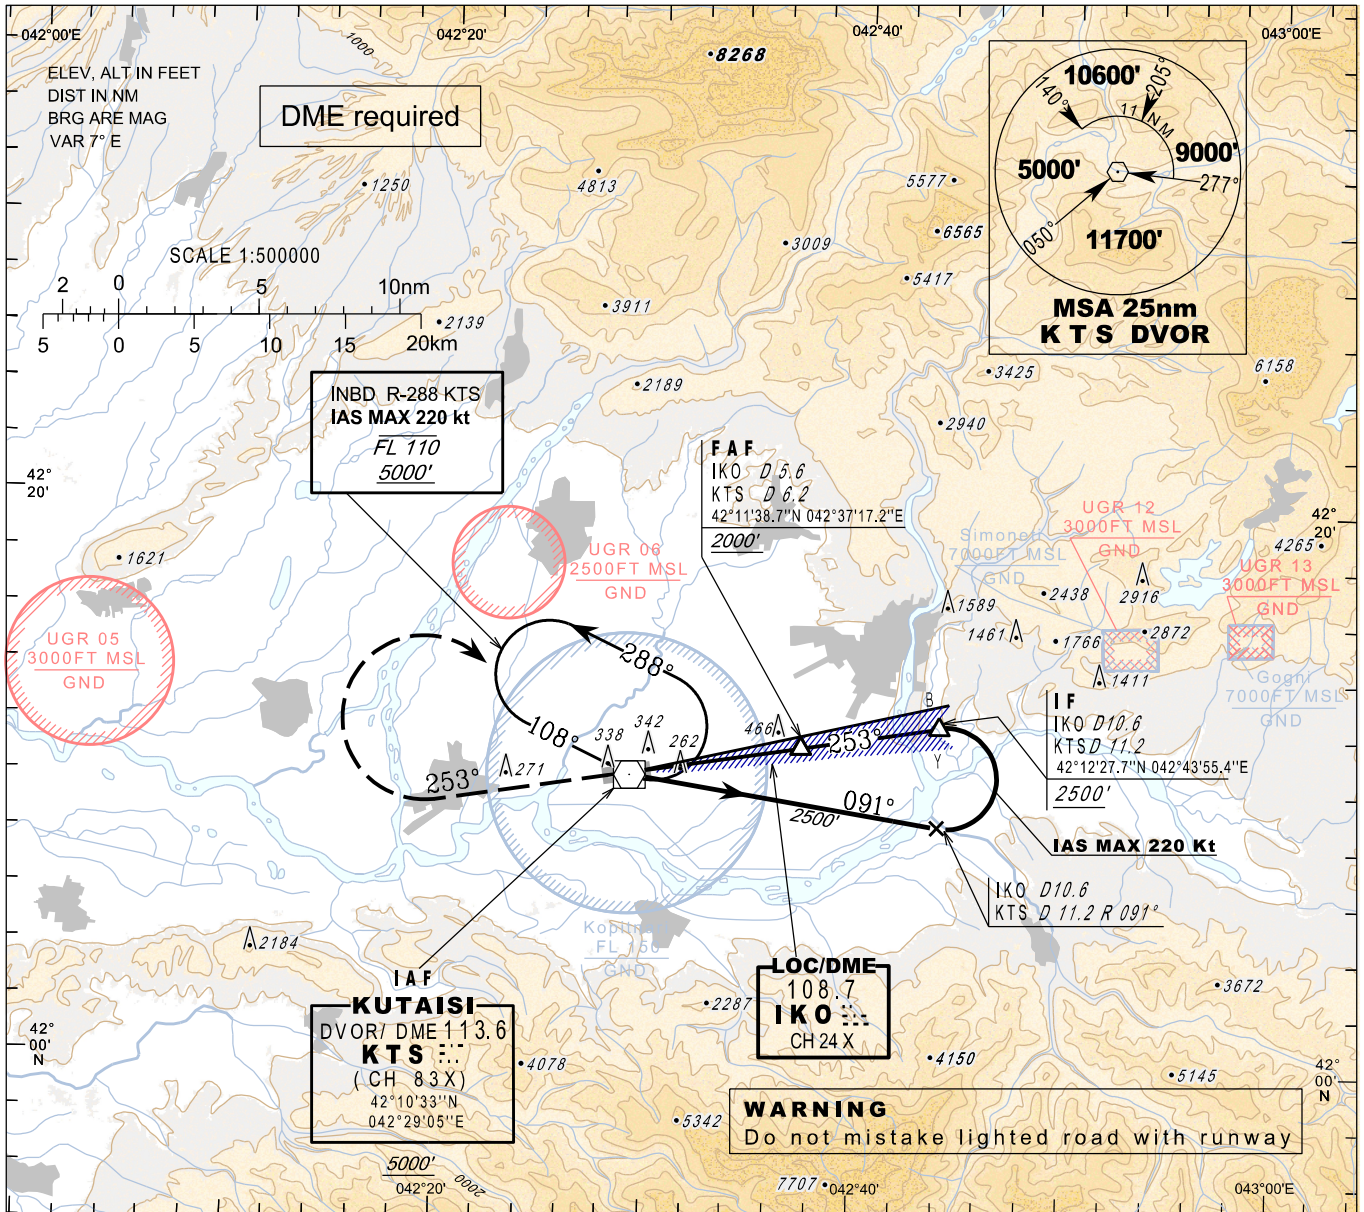 042°00'E
042°20'
042°40'
043°00'E
ELEV, ALT IN FEET
DIST IN NM
BRG ARE MAG
VAR 7° E
DME required
1000
8268
1250
4813
5577
6565
3009
5417
3911
2139
2189
3425
2940
6158
10600'
140°
205°
11 NM
9000'
5000'
277°
050°
11700'
MSA 25nm
KTS DVOR
SCALE 1:500000
2 0 5 10nm
5 0 5 10 15 20km
INBD R-288 KTS
IAS MAX 220 kt
FL 110
5000'
FAF
IKO D 5.6
KTS D 6.2
42°11'38.7''N 042°37'17.2''E
2000'
42°
20'
42°
20'
1621
UGR 05
3000FT MSL
GND
UGR 06
2500FT MSL
GND
UGR 12
3000FT MSL
GND
Simoneti
7000FT MSL
GND
UGR 13
3000FT MSL
GND
4265
2438
2916
1589
1461
1766
2872
1411
Gogni
7000FT MSL
GND
288°
108°
338
342
262
466
271
253°
253°
B
Y
091°
2500'
IF
IKO D10.6
KTS D 11.2
42°12'27.7''N 042°43'55.4''E
2500'
IAS MAX 220 Kt
IKO D10.6
KTS D 11.2 R 091°
2184
FL 150
GND
IAF
KUTAISI
DVOR/ DME 113.6
KTS
( CH 83X)
42°10'33''N
042°29'05''E
5000'
LOC/DME
108.7
IKO
CH 24 X
2287
4078
5342
4150
3672
5145
7707
2000
42°
00'
N
42°
00'
N
WARNING
Do not mistake lighted road with runway
042°20'
042°40'
043°00'E